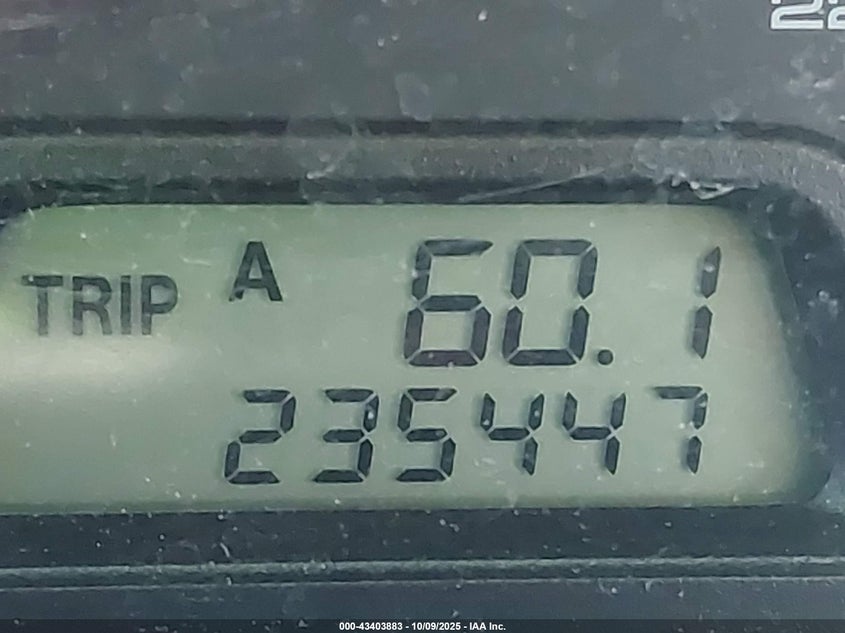 TRIP A 60.1
235447
000-43403883 - 10/09/2025 - IAA Inc.